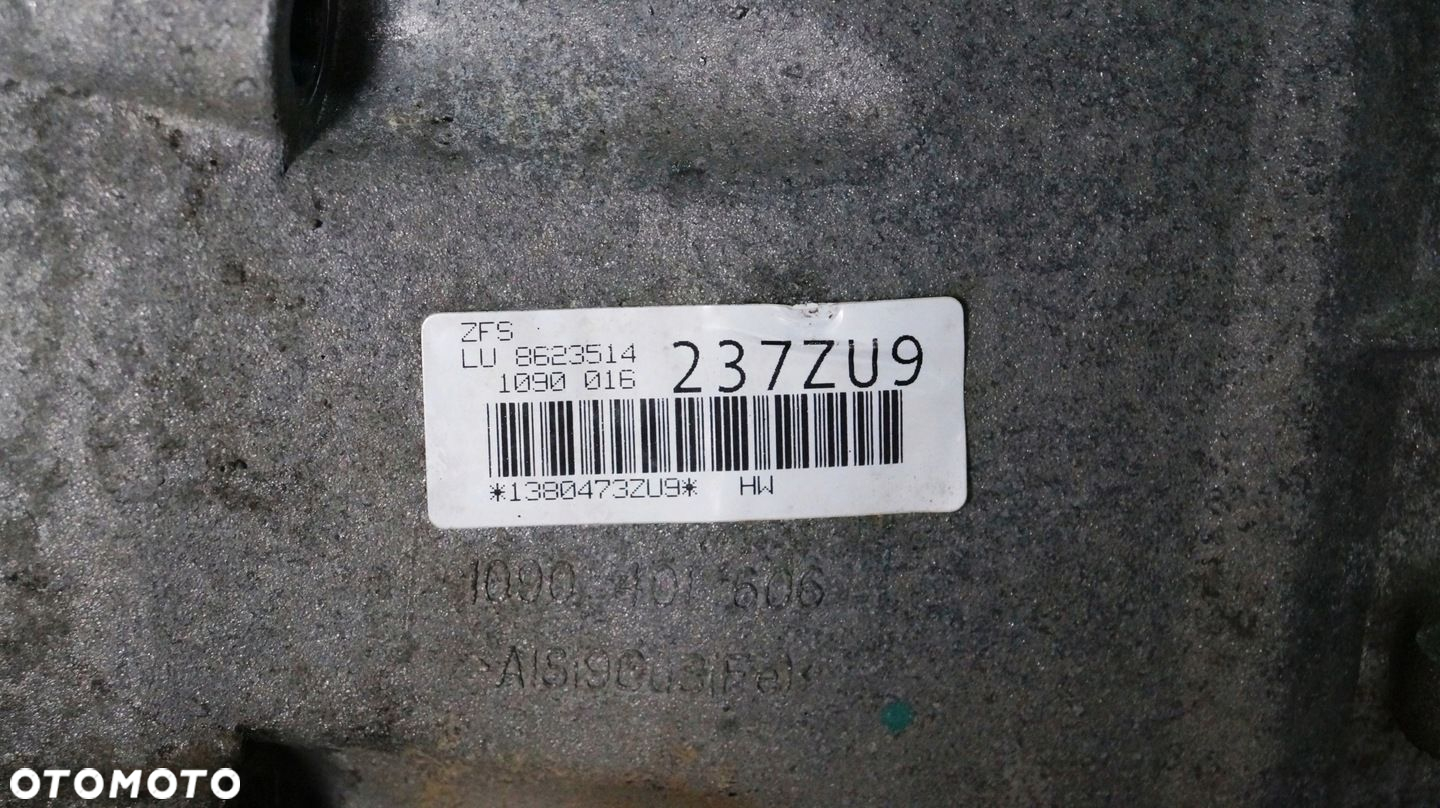 ZFS
LU 8623514
1090 016
237ZU9
*1380473ZU9* HW
1090 401 606
>AlSi9Cu3(Fe)<
OTOMOTO